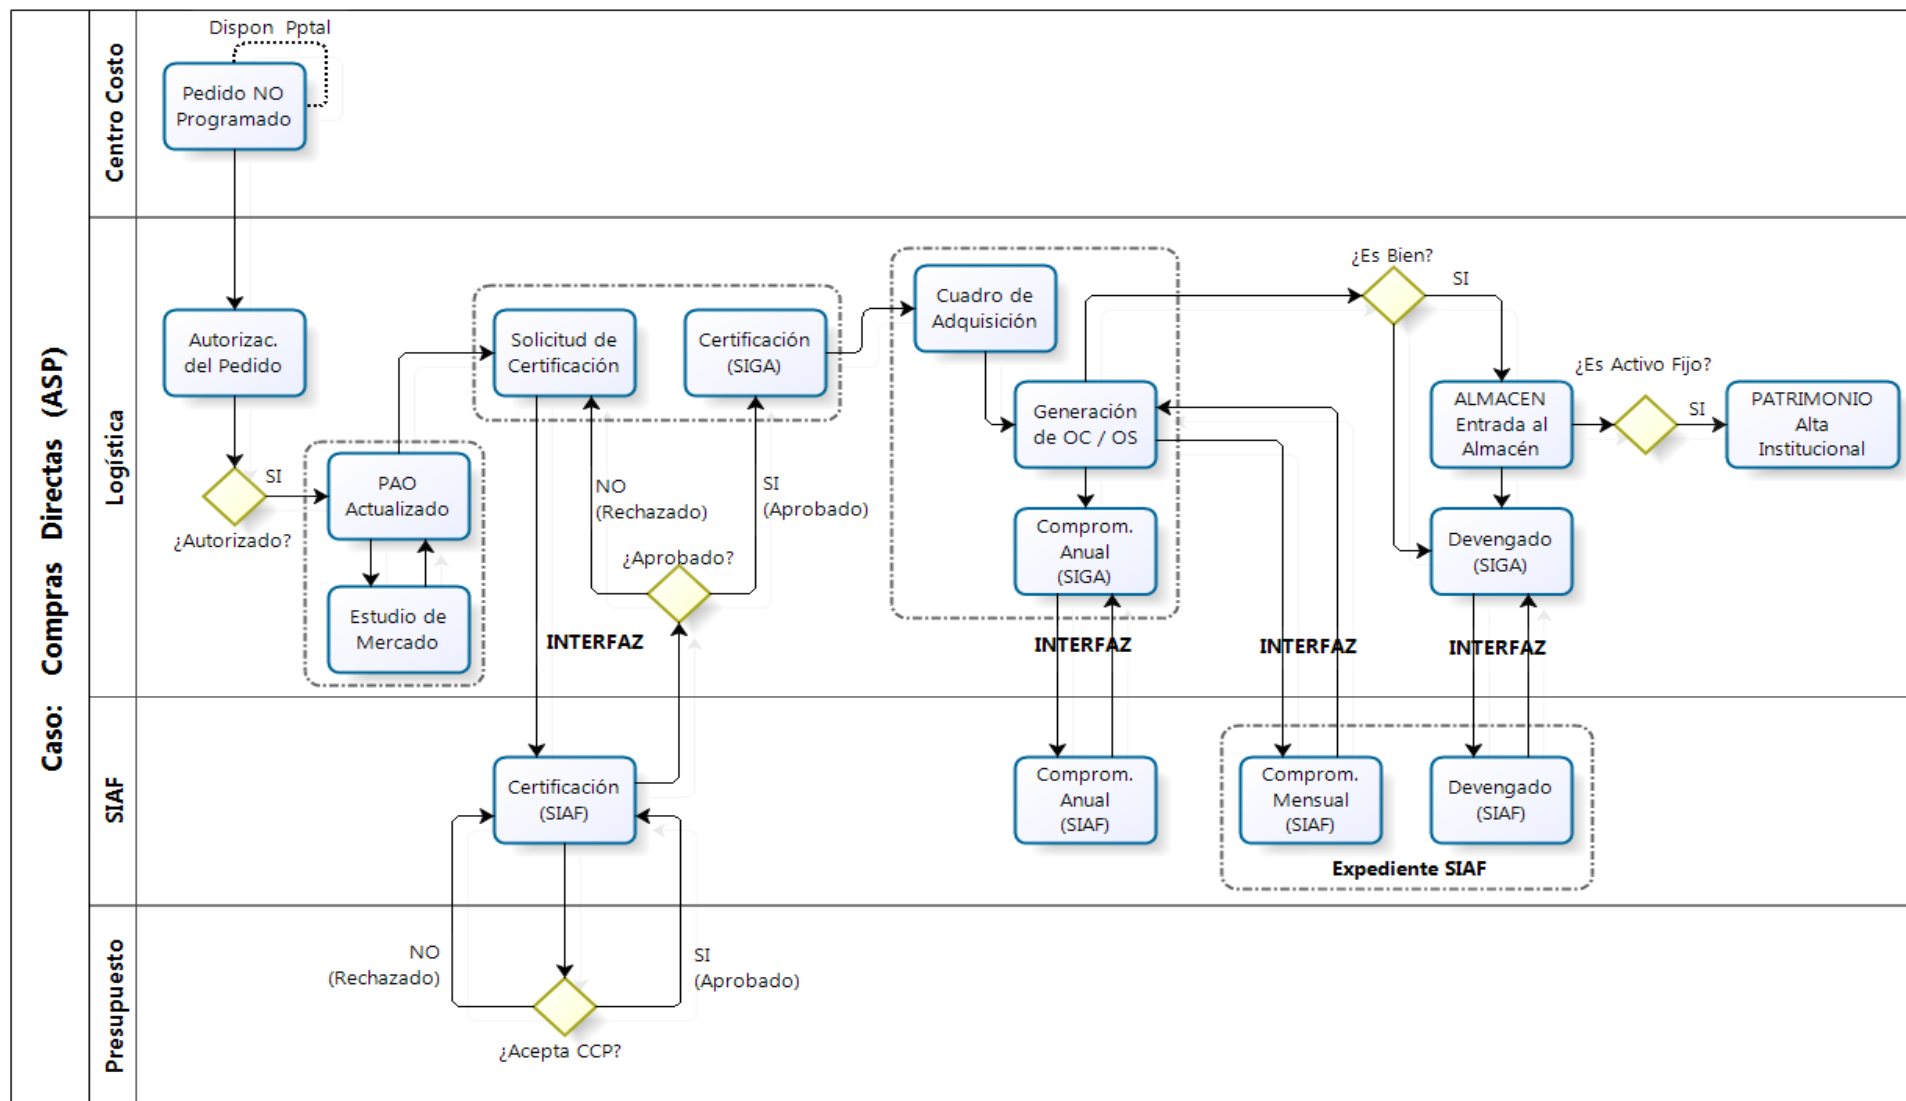 Caso: Compras Directas (ASP)
Centro Costo
Dispon Pptal
Pedido NO
Programado
Logística
Autorizac.
del Pedido
¿Autorizado?
SI
PAO
Actualizado
Estudio de
Mercado
Solicitud de
Certificación
Certificación
(SIGA)
NO
(Rechazado)
SI
(Aprobado)
¿Aprobado?
INTERFAZ
Cuadro de
Adquisición
Generación
de OC / OS
Comprom.
Anual
(SIGA)
INTERFAZ
INTERFAZ
¿Es Bien?
SI
ALMACEN
Entrada al
Almacén
¿Es Activo Fijo?
SI
PATRIMONIO
Alta
Institucional
Devengado
(SIGA)
INTERFAZ
SIAF
Certificación
(SIAF)
Comprom.
Anual
(SIAF)
Comprom.
Mensual
(SIAF)
Devengado
(SIAF)
Expediente SIAF
Presupuesto
NO
(Rechazado)
SI
(Aprobado)
¿Acepta CCP?